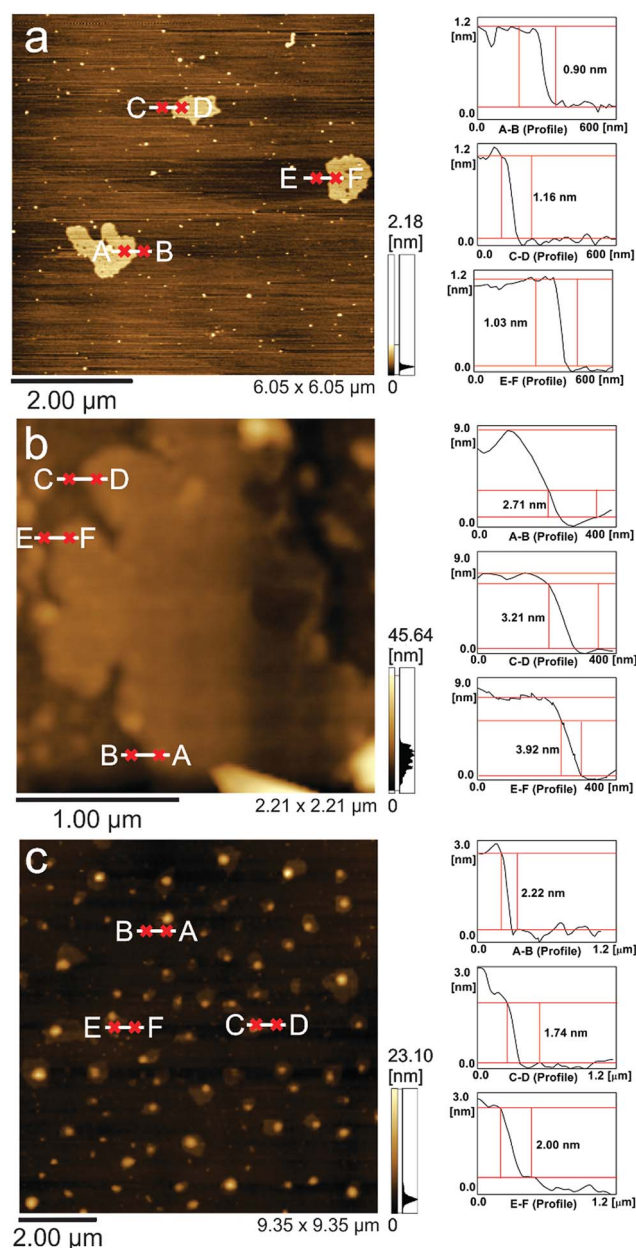 a
C D
E F
A B
2.00 µm
6.05 x 6.05 µm
2.18
[nm]
0
1.2
[nm]
0.90 nm
0.0
0.0 600 [nm]
A-B (Profile)
1.2
[nm]
1.16 nm
0.0
0.0 600 [nm]
C-D (Profile)
1.2
[nm]
1.03 nm
0.0
0.0 600 [nm]
E-F (Profile)
b
C D
E F
B A
1.00 µm
2.21 x 2.21 µm
45.64
[nm]
0
9.0
[nm]
2.71 nm
0.0
0.0 400 [nm]
A-B (Profile)
9.0
[nm]
3.21 nm
0.0
0.0 400 [nm]
C-D (Profile)
9.0
[nm]
3.92 nm
0.0
0.0 400 [nm]
E-F (Profile)
c
B A
E F C D
2.00 µm
9.35 x 9.35 µm
23.10
[nm]
0
3.0
[nm]
2.22 nm
0.0
0.0 1.2 [µm]
A-B (Profile)
3.0
[nm]
1.74 nm
0.0
0.0 1.2 [µm]
C-D (Profile)
3.0
[nm]
2.00 nm
0.0
0.0 1.2 [µm]
E-F (Profile)